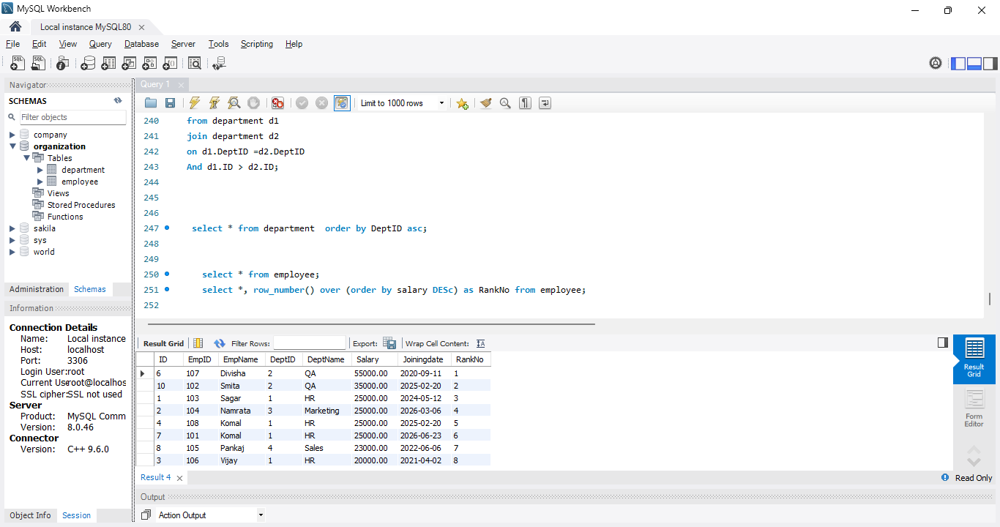 MySQL Workbench
Local instance MySQL80
File Edit View Query Database Server Tools Scripting Help
Navigator
SCHEMAS
Filter objects
company
organization
Tables
department
employee
Views
Stored Procedures
Functions
sakila
sys
world
Administration Schemas
Information
Connection Details
Name: Local instance
Host: localhost
Port: 3306
Login User:root
Current Useroot@localhos
SSL cipher:SSL not used
Server
Product: MySQL Comm
Version: 8.0.46
Connector
Version: C++ 9.6.0
Object Info Session
Query 1
Limit to 1000 rows
240 from department d1
241 join department d2
242 on d1.DeptID =d2.DeptID
243 And d1.ID > d2.ID;
244
245
246
247 select * from department order by DeptID asc;
248
249
250 select * from employee;
251 select *, row_number() over (order by salary DESc) as RankNo from employee;
252
Result Grid Filter Rows: Export: Wrap Cell Content:
ID EmpID EmpName DeptID DeptName Salary Joiningdate RankNo
6 107 Divisha 2 QA 55000.00 2020-09-11 1
10 102 Smita 2 QA 35000.00 2025-02-20 2
1 103 Sagar 1 HR 25000.00 2024-05-12 3
2 104 Namrata 3 Marketing 25000.00 2026-03-06 4
4 108 Komal 1 HR 25000.00 2025-02-20 5
7 101 Komal 1 HR 25000.00 2026-06-23 6
8 105 Pankaj 4 Sales 23000.00 2022-06-06 7
3 106 Vijay 1 HR 20000.00 2021-04-02 8
Result Grid
Form Editor
Result 4
Read Only
Output
Action Output